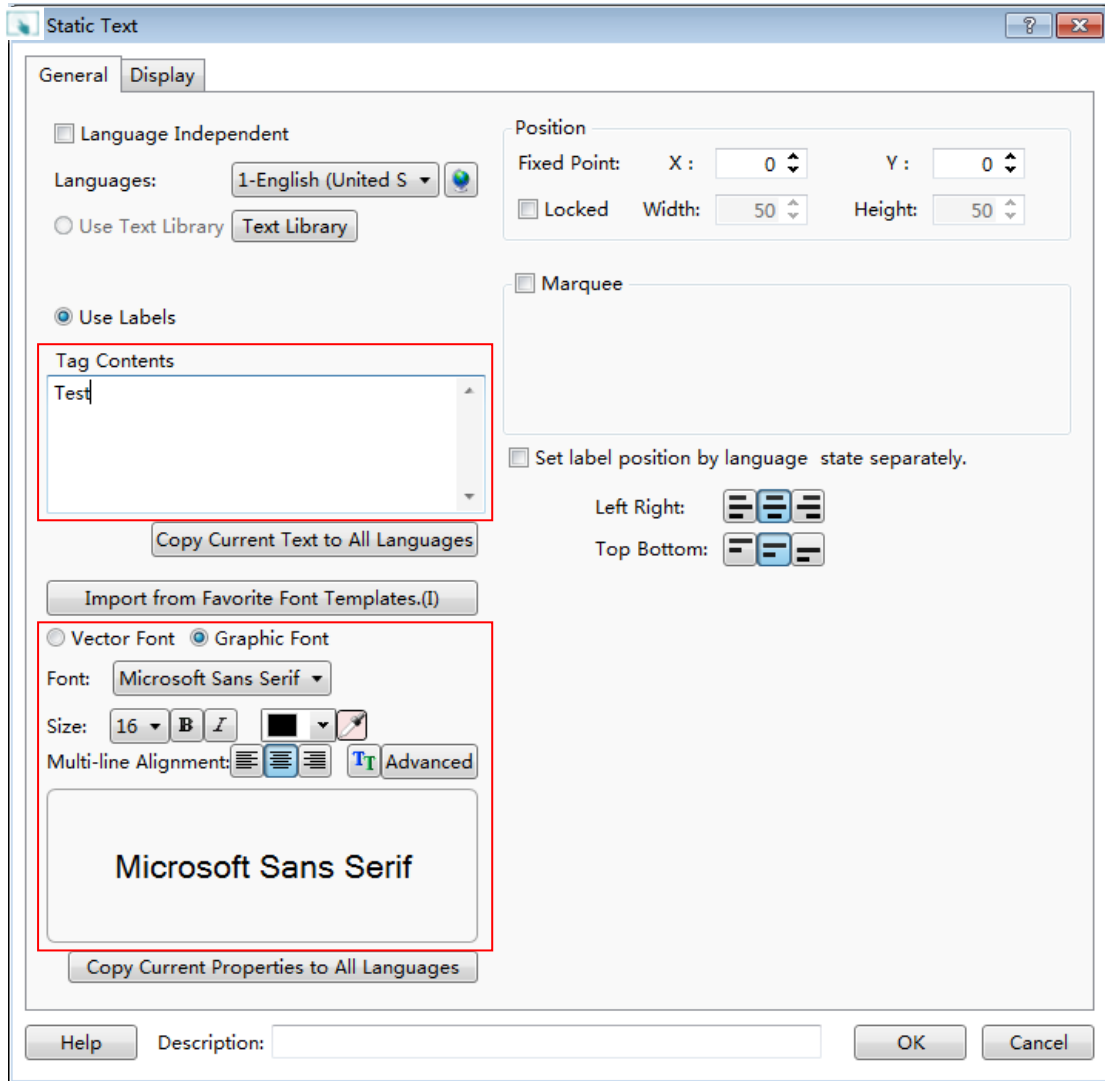 Static Text
General Display
Language Independent
Languages: 1-English (United S
Use Text Library Text Library
Use Labels
Tag Contents
Test
Copy Current Text to All Languages
Import from Favorite Font Templates.(I)
Vector Font Graphic Font
Font: Microsoft Sans Serif
Size: 16 B I
Multi-line Alignment: TT Advanced
Microsoft Sans Serif
Copy Current Properties to All Languages
Position
Fixed Point: X : 0 Y : 0
Locked Width: 50 Height: 50
Marquee
Set label position by language state separately.
Left Right:
Top Bottom:
Help Description: OK Cancel